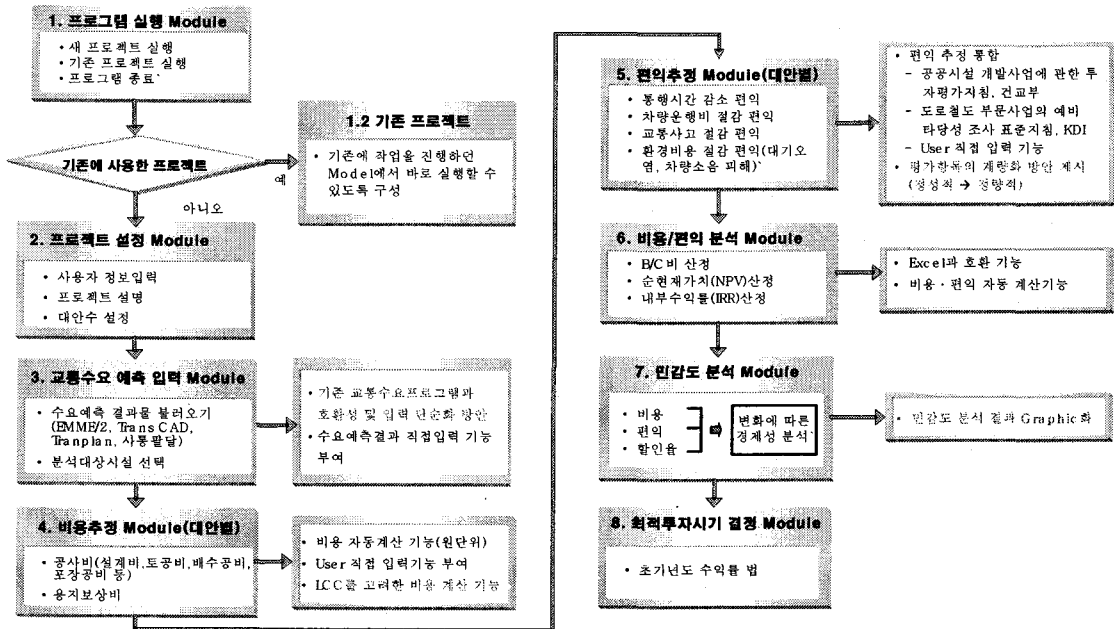 1. 프로그램 실행 Module
• 새 프로젝트 실행
• 기존 프로젝트 실행
• 프로그램 종료`
기존에 사용한 프로젝트
예
아니오
1.2 기존 프로젝트
• 기존에 작업을 진행하던
Model에서 바로 실행할 수
있도록 구성
2. 프로젝트 설정 Module
• 사용자 정보입력
• 프로젝트 설명
• 대안수 설정
3. 교통수요 예측 입력 Module
• 수요예측 결과물 불러오기
(EMME/2, Trans CAD,
Tranplan, 사통팔달)
• 분석대상시설 선택
• 기존 교통수요프로그램과
호환성 및 입력 단순화 방안
• 수요예측결과 직접입력 기능
부여
4. 비용추정 Module(대안별)
• 공사비(설계비,토공비,배수공비,
포장공비 등)
• 용지보상비
• 비용 자동계산 기능(원단위)
• User 직접 입력기능 부여
• LCC를 고려한 비용 계산 기능
5. 편익추정 Module(대안별)
• 통행시간 감소 편익
• 차량운행비 절감 편익
• 교통사고 절감 편익
• 환경비용 절감 편익(대기오
염, 차량소음 피해)`
• 편익 추정 통합
– 공공시설 개발사업에 관한 투
자평가지침, 건교부
– 도로철도 부문사업의 예비
타당성 조사 표준지침, KDI
– User 직접 입력 기능
• 평가항목의 계량화 방안 제시
(정성적 → 정량적)
6. 비용/편익 분석 Module
• B/C비 산정
• 순현재가치(NPV)산정
• 내부수익률(IRR)산정
• Excel과 호환 기능
• 비용·편익 자동 계산기능
7. 민감도 분석 Module
• 비용
• 편익
• 할인율
변화에 따른
경제성 분석`
• 민감도 분석 결과 Graphic화
8. 최적투자시기 결정 Module
• 초기년도 수익률 법